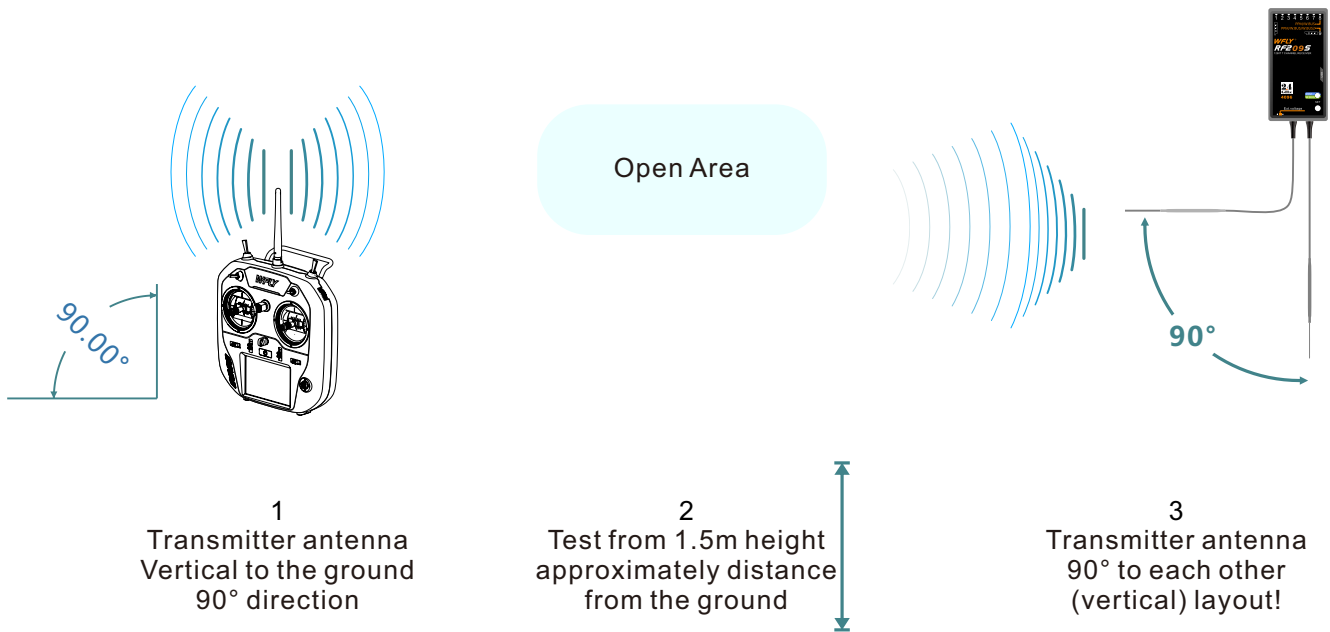 WFLY
RF209S
Open Area
WFLY
90.00°
90°
1
Transmitter antenna
Vertical to the ground
90° direction
2
Test from 1.5m height
approximately distance
from the ground
3
Transmitter antenna
90° to each other
(vertical) layout!